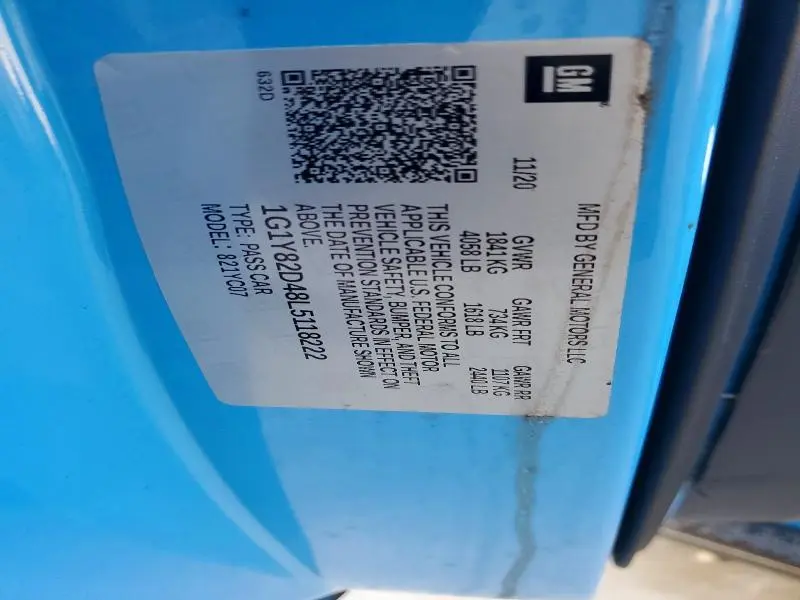 GM
MFD BY GENERAL MOTORS LLC
11/20 GVWR GAWR FRT GAWR RR
1841 KG 734 KG 1107 KG
4058 LB 1618 LB 2440 LB
THIS VEHICLE CONFORMS TO ALL
APPLICABLE U.S. FEDERAL MOTOR
VEHICLE SAFETY, BUMPER, AND THEFT
PREVENTION STANDARDS IN EFFECT ON
THE DATE OF MANUFACTURE SHOWN
ABOVE.
1G1Y82D48L5118222
TYPE: PASS CAR
MODEL: 821YC07
632D